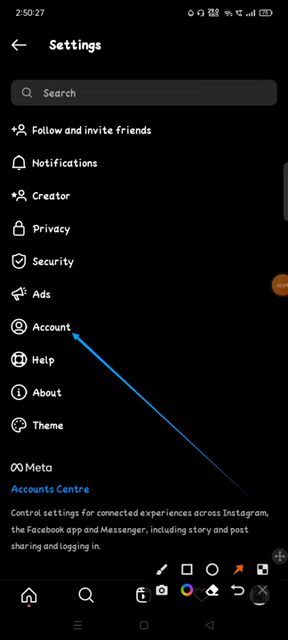 2:50:27
Settings
Search
Follow and invite friends
Notifications
Creator
Privacy
Security
Ads
Account
Help
About
Theme
Meta
Accounts Centre
Control settings for connected experiences across Instagram,
the Facebook app and Messenger, including story and post
sharing and logging in.